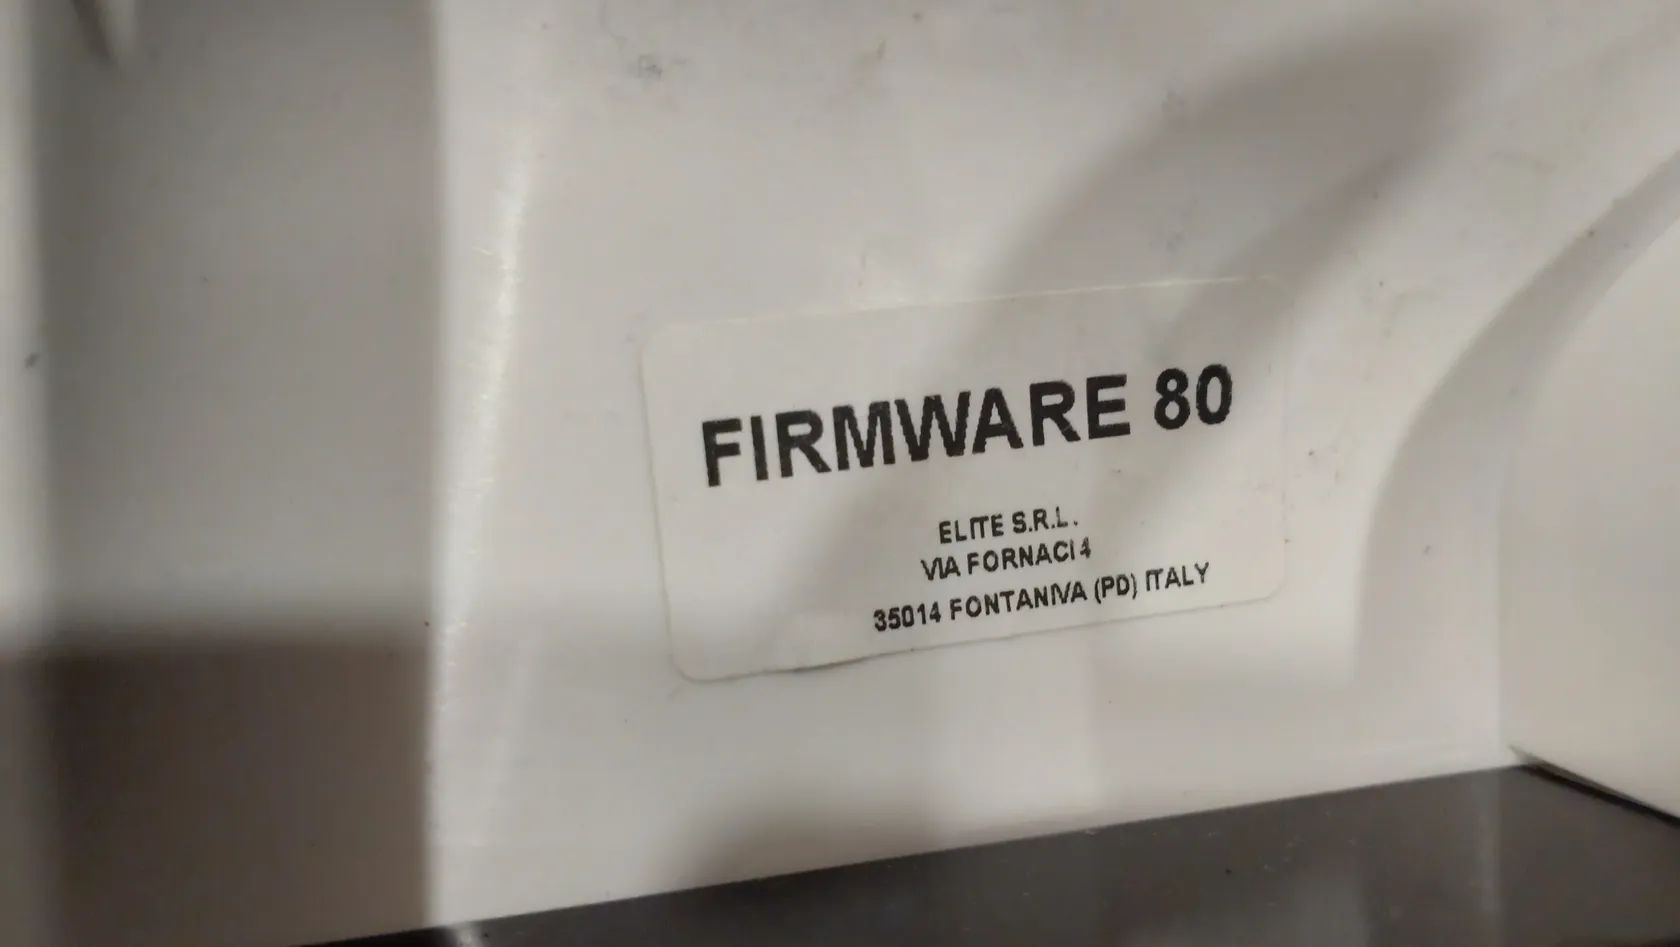 FIRMWARE 80
ELITE S.R.L.
VIA FORNACI 4
35014 FONTANIVA (PD) ITALY